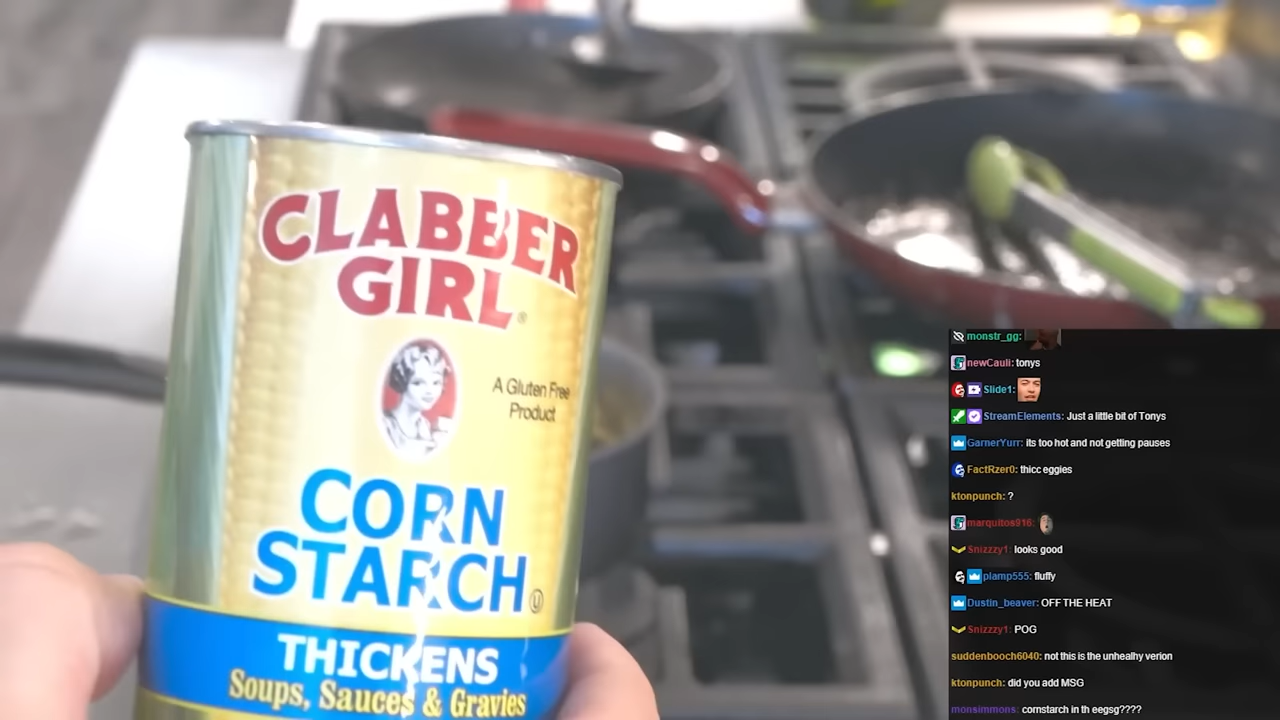 CLABBER
GIRL®
A Gluten Free
Product
CORN
STARCH
THICKENS
Soups, Sauces & Gravies
monstr_gg:
newCauli: tonys
Slide1:
StreamElements: Just a little bit of Tonys
GarnerYurr: its too hot and not getting pauses
FactRzer0: thicc eggies
ktonpunch: ?
marquitos916:
Snizzzy1: looks good
plamp555: fluffy
Dustin_beaver: OFF THE HEAT
Snizzzy1: POG
suddenbooch6040: not this is the unhealhy verion
ktonpunch: did you add MSG
monsimmons: cornstarch in th eegsg????